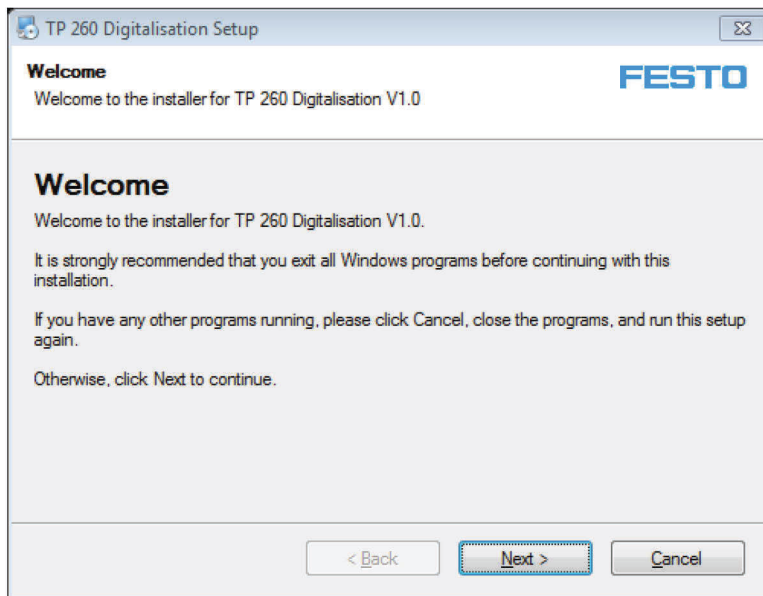 TP 260 Digitalisation Setup
Welcome
FESTO
Welcome to the installer for TP 260 Digitalisation V1.0
Welcome
Welcome to the installer for TP 260 Digitalisation V1.0.
It is strongly recommended that you exit all Windows programs before continuing with this
installation.
If you have any other programs running, please click Cancel, close the programs, and run this setup
again.
Otherwise, click Next to continue.
< Back
Next >
Cancel